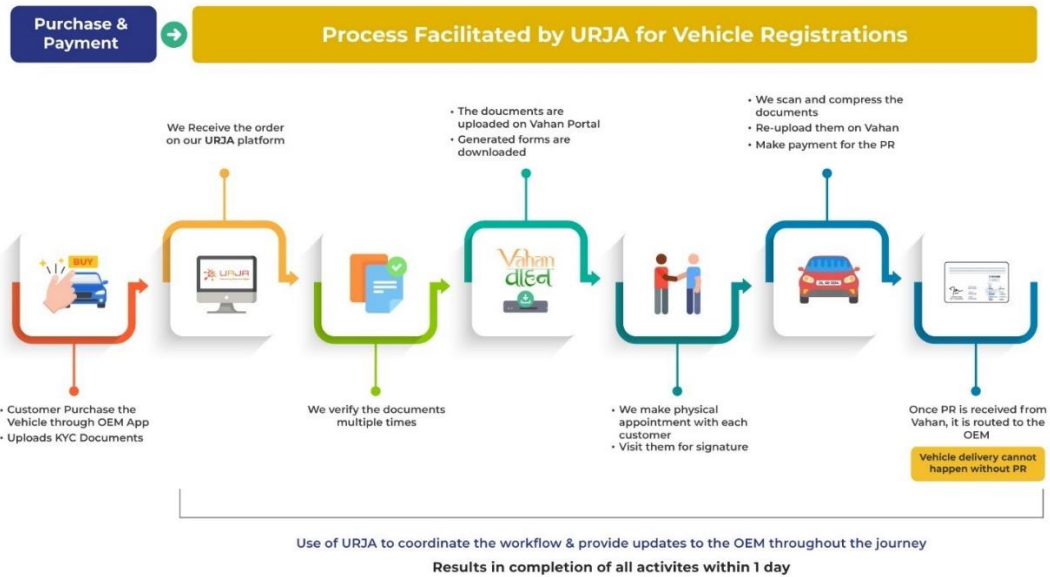 Purchase &
Payment
Process Facilitated by URJA for Vehicle Registrations
We Receive the order
on our URJA platform
• The doucments are
uploaded on Vahan Portal
• Generated forms are
downloaded
• We scan and compress the
documents
• Re-upload them on Vahan
• Make payment for the PR
BUY
URJA
Vahan
वाहन
• Customer Purchase the
Vehicle through OEM App
• Uploads KYC Documents
We verify the documents
multiple times
• We make physical
appointment with each
customer
• Visit them for signature
Once PR is received from
Vahan, it is routed to the
OEM
Vehicle delivery cannot
happen without PR
Use of URJA to coordinate the workflow & provide updates to the OEM throughout the journey
Results in completion of all activites within 1 day